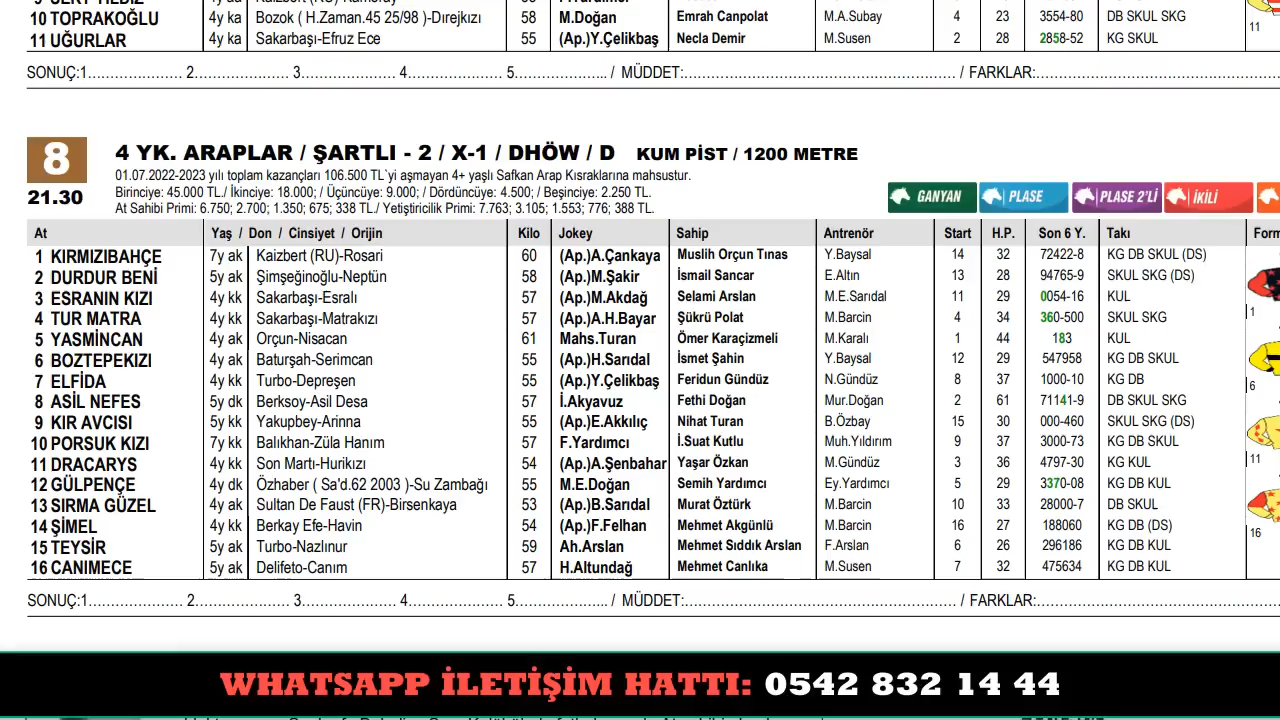 10 TOPRAKOĞLU 4y ka Bozok ( H.Zaman.45 25/98 )-Direjkızı 58 M.Doğan Emrah Canpolat M.A.Subay 4 23 3554-80 DB SKUL SKG
11 UĞURLAR 4y ka Sakarbaşı-Efruz Ece 55 (Ap.)Y.Çelikbaş Necla Demir M.Susen 2 28 2858-52 KG SKUL 11
SONUÇ:1…………………… 2…………………… 3…………………… 4…………………… 5………………….. / MÜDDET:……………………………………………………… / FARKLAR:………………………………………………………
8 4 YK. ARAPLAR / ŞARTLI - 2 / X-1 / DHÖW / D KUM PİST / 1200 METRE
01.07.2022-2023 yılı toplam kazançları 106.500 TL`yi aşmayan 4+ yaşlı Safkan Arap Kısraklarına mahsustur.
21.30 Birinciye: 45.000 TL./ İkinciye: 18.000; / Üçüncüye: 9.000; / Dördüncüye: 4.500; / Beşinciye: 2.250 TL.
At Sahibi Primi: 6.750; 2.700; 1.350; 675; 338 TL./ Yetiştiricilik Primi: 7.763; 3.105; 1.553; 776; 388 TL.
GANYAN PLASE PLASE 2'Lİ İKİLİ
At Yaş / Don / Cinsiyet / Orijin Kilo Jokey Sahip Antrenör Start H.P. Son 6 Y. Takı Form
1 KIRMIZIBAHÇE 7y ak Kaizbert (RU)-Rosari 60 (Ap.)A.Çankaya Muslih Orçun Tınas Y.Baysal 14 32 72422-8 KG DB SKUL (DS)
2 DURDUR BENİ 5y ak Şimşeğinoğlu-Neptün 58 (Ap.)M.Şakir İsmail Sancar E.Altın 13 28 94765-9 SKUL SKG (DS)
3 ESRANIN KIZI 4y kk Sakarbaşı-Esralı 57 (Ap.)M.Akdağ Selami Arslan M.E.Sarıdal 11 29 0054-16 KUL
4 TUR MATRA 4y kk Sakarbaşı-Matrakızı 57 (Ap.)A.H.Bayar Şükrü Polat M.Barcin 4 34 360-500 SKUL SKG 1
5 YASMİNCAN 4y ak Orçun-Nisacan 61 Mahs.Turan Ömer Karaçizmeli M.Karalı 1 44 183 KUL
6 BOZTEPEKIZI 4y ak Baturşah-Serimcan 55 (Ap.)H.Sarıdal İsmet Şahin Y.Baysal 12 29 547958 KG DB SKUL
7 ELFİDA 4y kk Turbo-Depreşen 55 (Ap.)Y.Çelikbaş Feridun Gündüz N.Gündüz 8 37 1000-10 KG DB 6
8 ASİL NEFES 5y dk Berksoy-Asil Desa 57 İ.Akyavuz Fethi Doğan Mur.Doğan 2 61 71141-9 DB SKUL SKG
9 KIR AVCISI 5y kk Yakupbey-Arinna 55 (Ap.)E.Akkılıç Nihat Turan B.Özbay 15 30 000-460 SKUL SKG (DS)
10 PORSUK KIZI 7y kk Balıkhan-Züla Hanım 57 F.Yardımcı İ.Suat Kutlu Muh.Yıldırım 9 37 3000-73 KG DB SKUL
11 DRACARYS 4y kk Son Martı-Hurikızı 54 (Ap.)A.Şenbahar Yaşar Özkan M.Gündüz 3 36 4797-30 KG KUL 11
12 GÜLPENÇE 4y dk Özhaber ( Sa'd.62 2003 )-Su Zambağı 55 M.E.Doğan Semih Yardımcı Ey.Yardımcı 5 29 3370-08 KG DB KUL
13 SIRMA GÜZEL 4y ak Sultan De Faust (FR)-Birsenkaya 53 (Ap.)B.Sarıdal Murat Öztürk M.Barcin 10 33 28000-7 DB SKUL
14 ŞİMEL 4y kk Berkay Efe-Havin 54 (Ap.)F.Felhan Mehmet Akgünlü M.Barcin 16 27 188060 KG DB (DS) 16
15 TEYSİR 5y ak Turbo-Nazlınur 59 Ah.Arslan Mehmet Sıddık Arslan F.Arslan 6 26 296186 KG DB KUL
16 CANIMECE 5y ak Delifeto-Canım 57 H.Altundağ Mehmet Canlıka M.Susen 7 32 475634 KG DB KUL
SONUÇ:1…………………… 2…………………… 3…………………… 4…………………… 5………………….. / MÜDDET:……………………………………………………… / FARKLAR:………………………………………………………
WHATSAPP İLETİŞİM HATTI: 0542 832 14 44